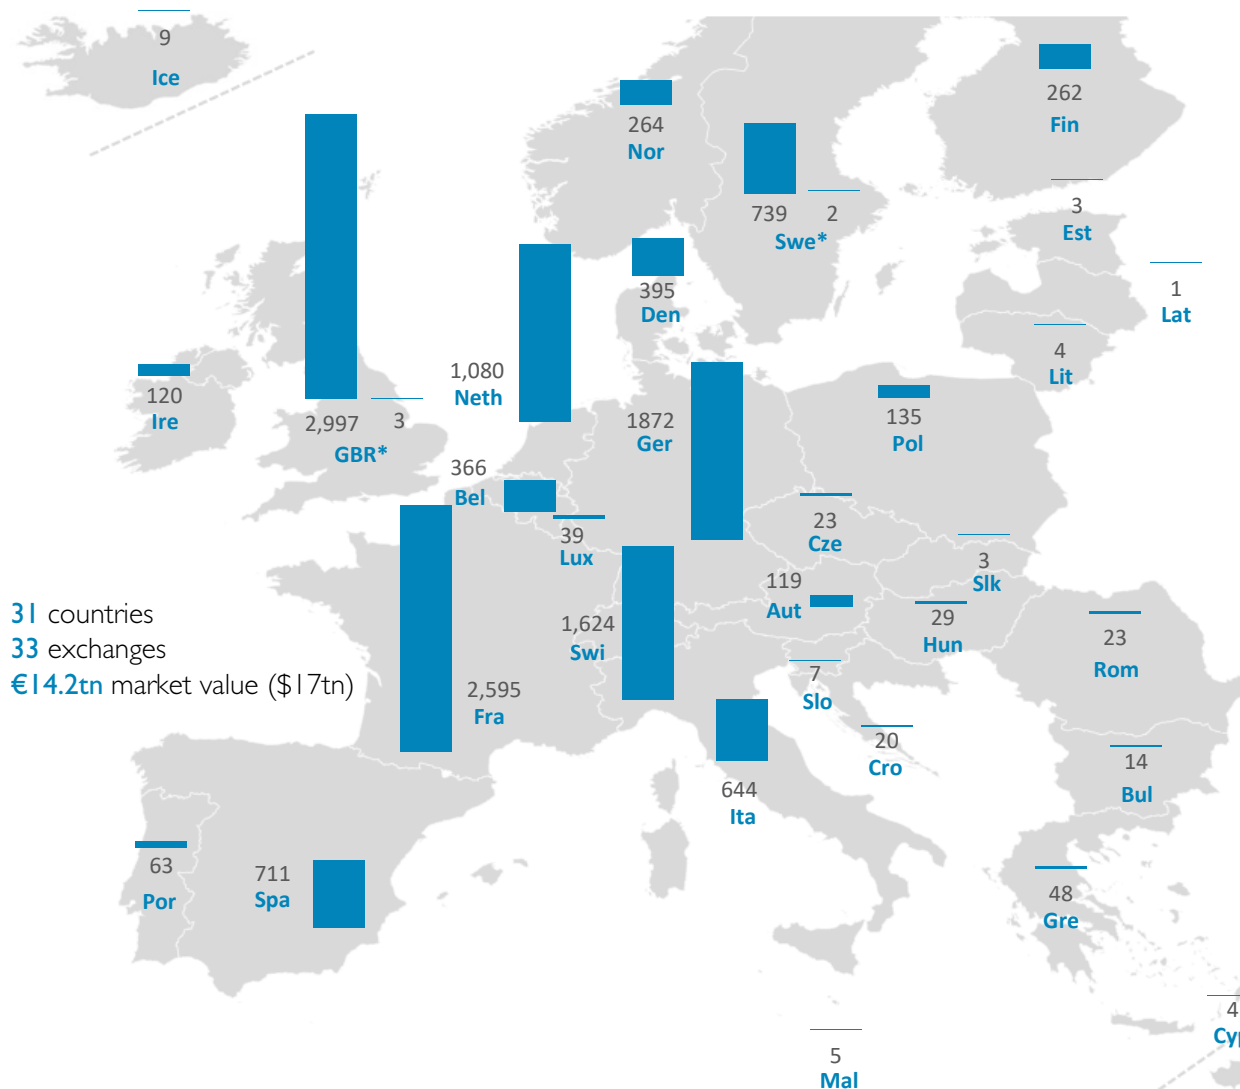 9
Ice
262
Fin
264
Nor
739
2
Swe*
3
Est
1
Lat
395
Den
4
Lit
120
Ire
2,997
3
GBR*
1,080
Neth
1872
Ger
135
Pol
366
Bel
39
Lux
23
Cze
3
Slk
119
Aut
29
Hun
23
Rom
31 countries
33 exchanges
€14.2tn market value ($17tn)
1,624
Swi
7
Slo
2,595
Fra
20
Cro
14
Bul
644
Ita
63
Por
711
Spa
48
Gre
4
Cyp
5
Mal